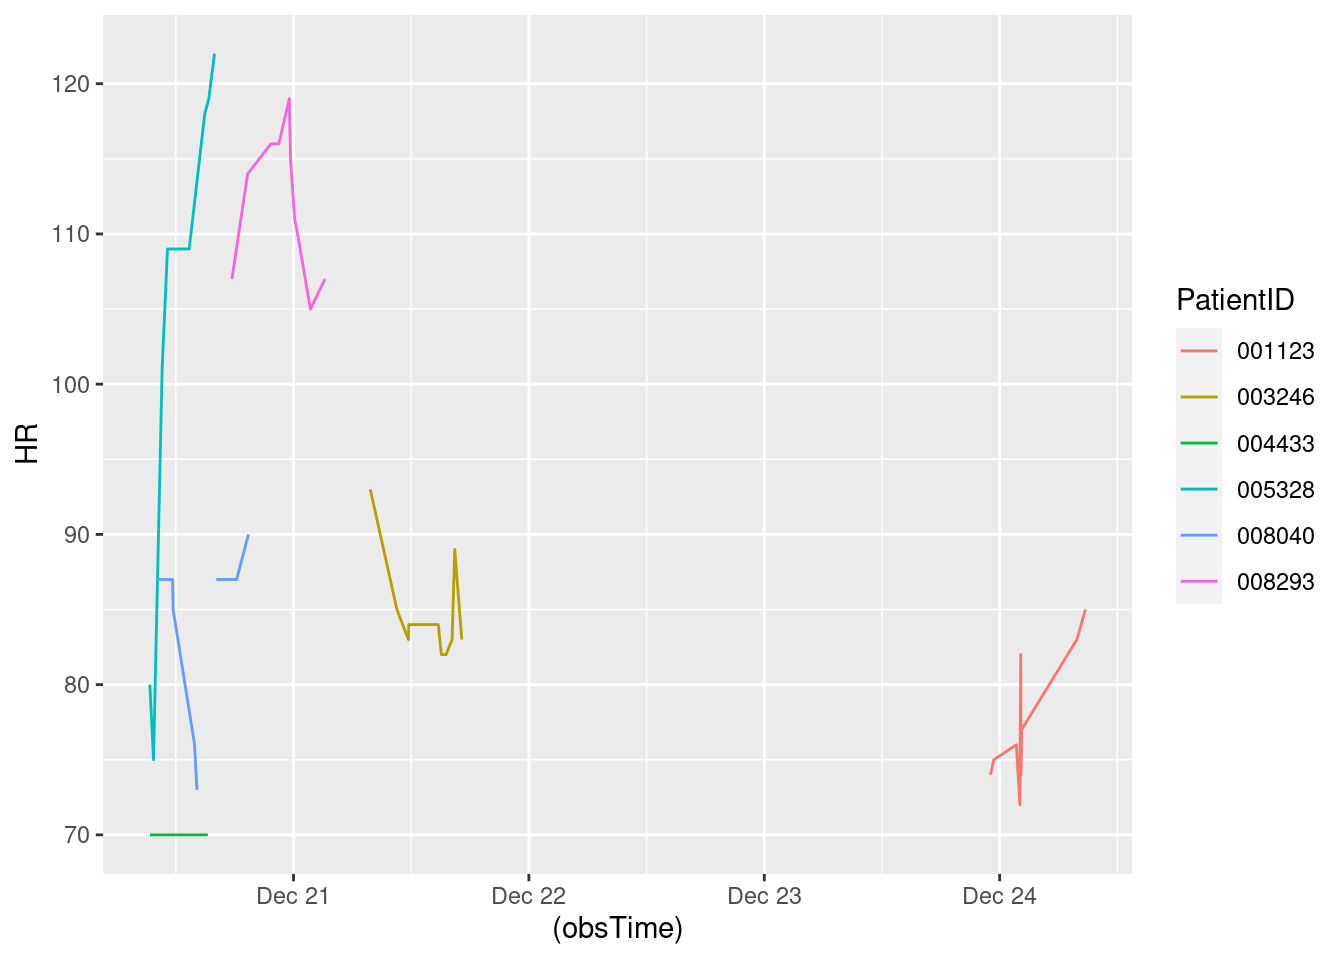 120
110
100
90
80
70
HR
Dec 21
Dec 22
Dec 23
Dec 24
(obsTime)
PatientID
001123
003246
004433
005328
008040
008293